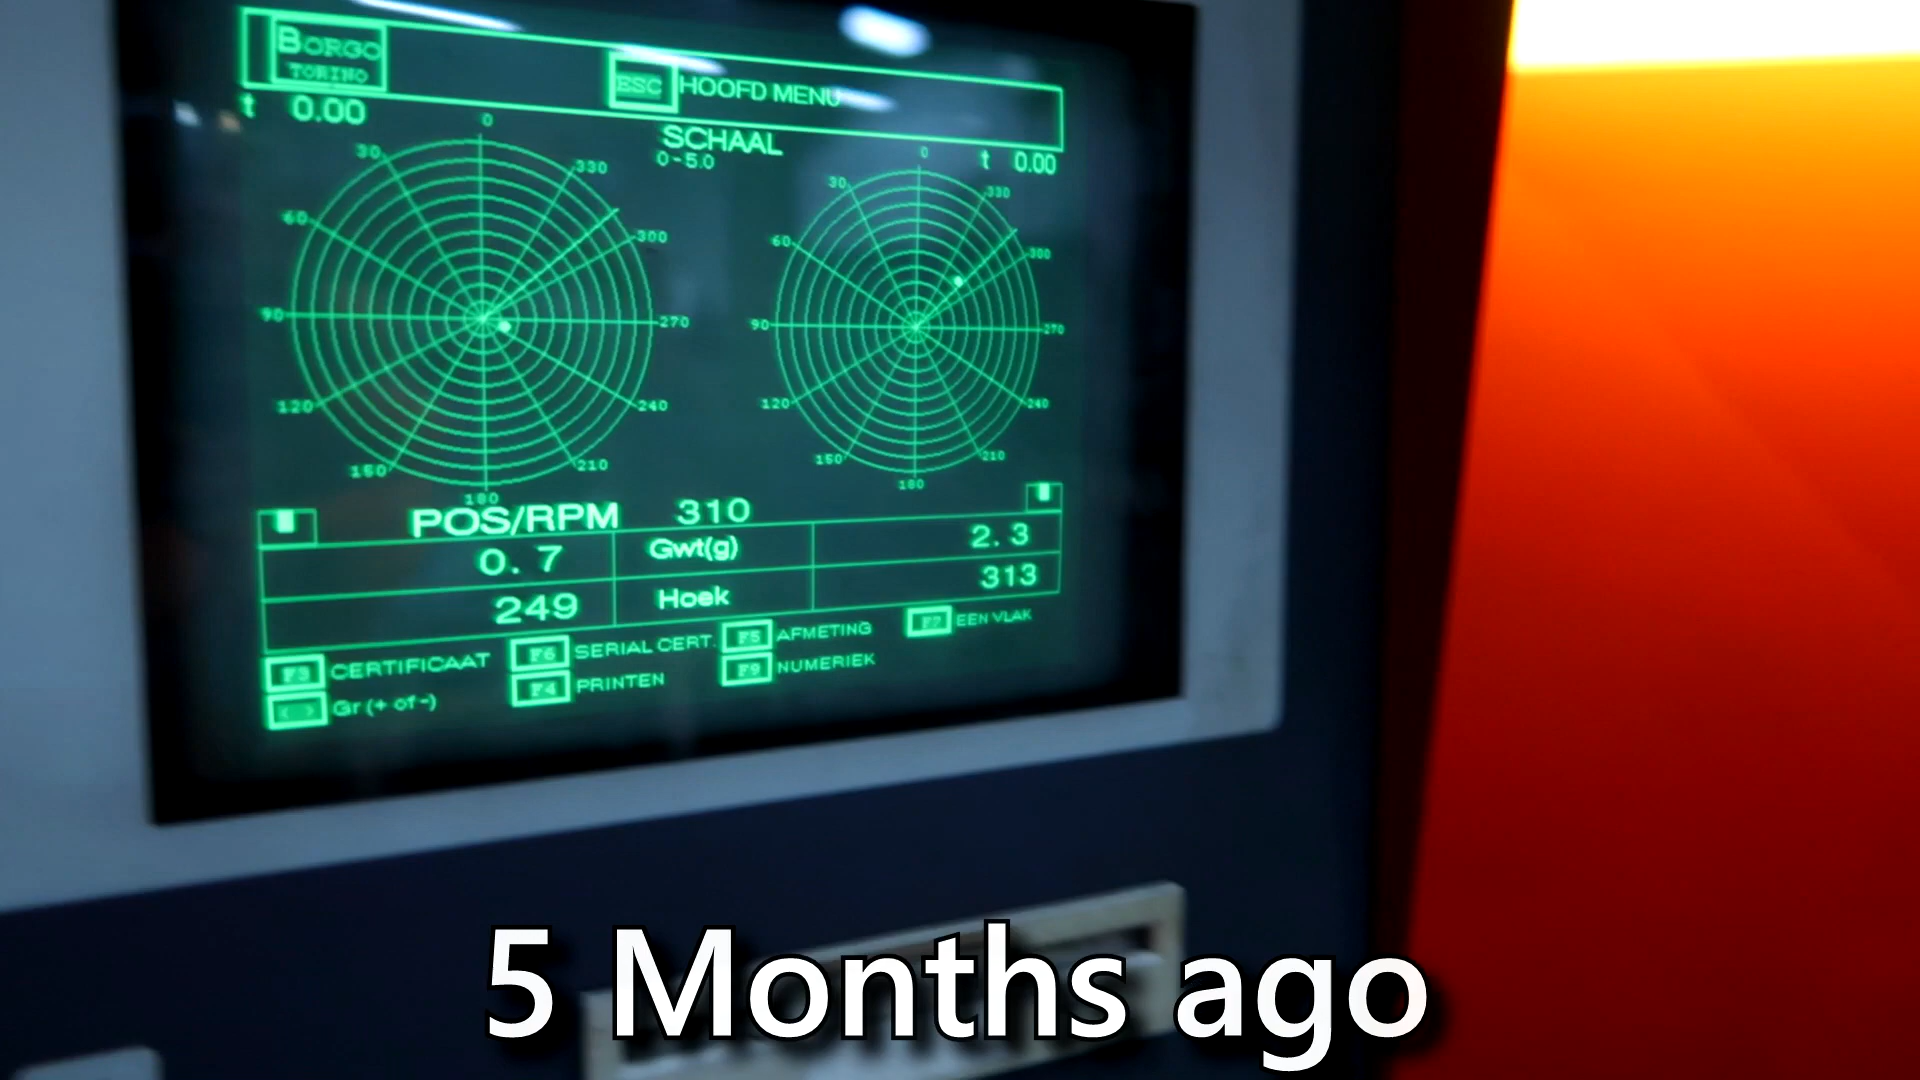 BORGO
TORINO
ESC HOOFD MENU
t 0.00
SCHAAL
0-5.0
t 0.00
0
30
330
60
300
90
270
120
240
150
210
180
0
30
330
60
300
90
270
120
240
150
210
180
POS/RPM 310
0.7 Gwt(g) 2.3
249 Hoek 313
F3 CERTIFICAAT F6 SERIAL CERT. F5 AFMETING F7 EEN VLAK
< > Gr (+ of -) F4 PRINTEN F9 NUMERIEK
5 Months ago